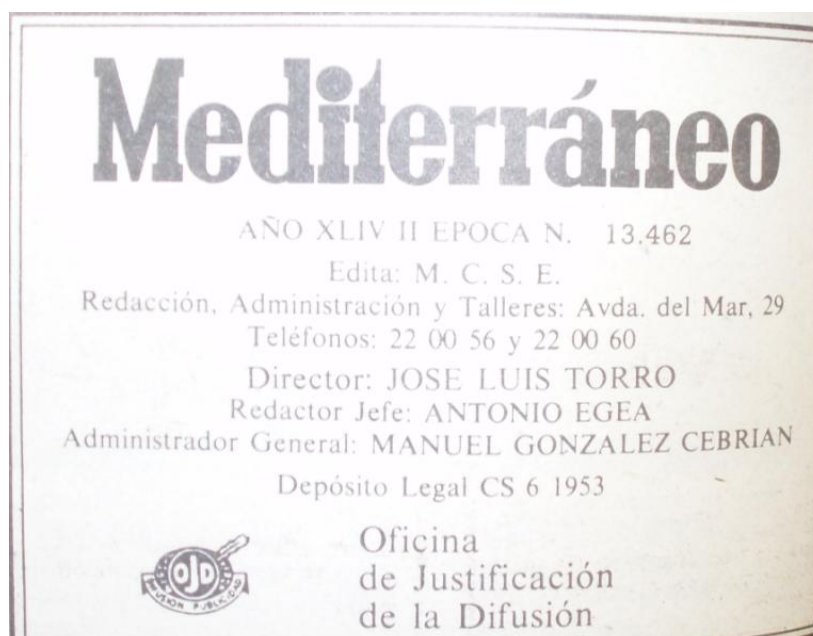 Mediterráneo
AÑO XLIV II EPOCA N. 13.462
Edita: M. C. S. E.
Redacción, Administración y Talleres: Avda. del Mar, 29
Teléfonos: 22 00 56 y 22 00 60
Director: JOSE LUIS TORRO
Redactor Jefe: ANTONIO EGEA
Administrador General: MANUEL GONZALEZ CEBRIAN
Depósito Legal CS 6 1953
OJD
DIFUSION PUBLICIDAD
Oficina
de Justificación
de la Difusión